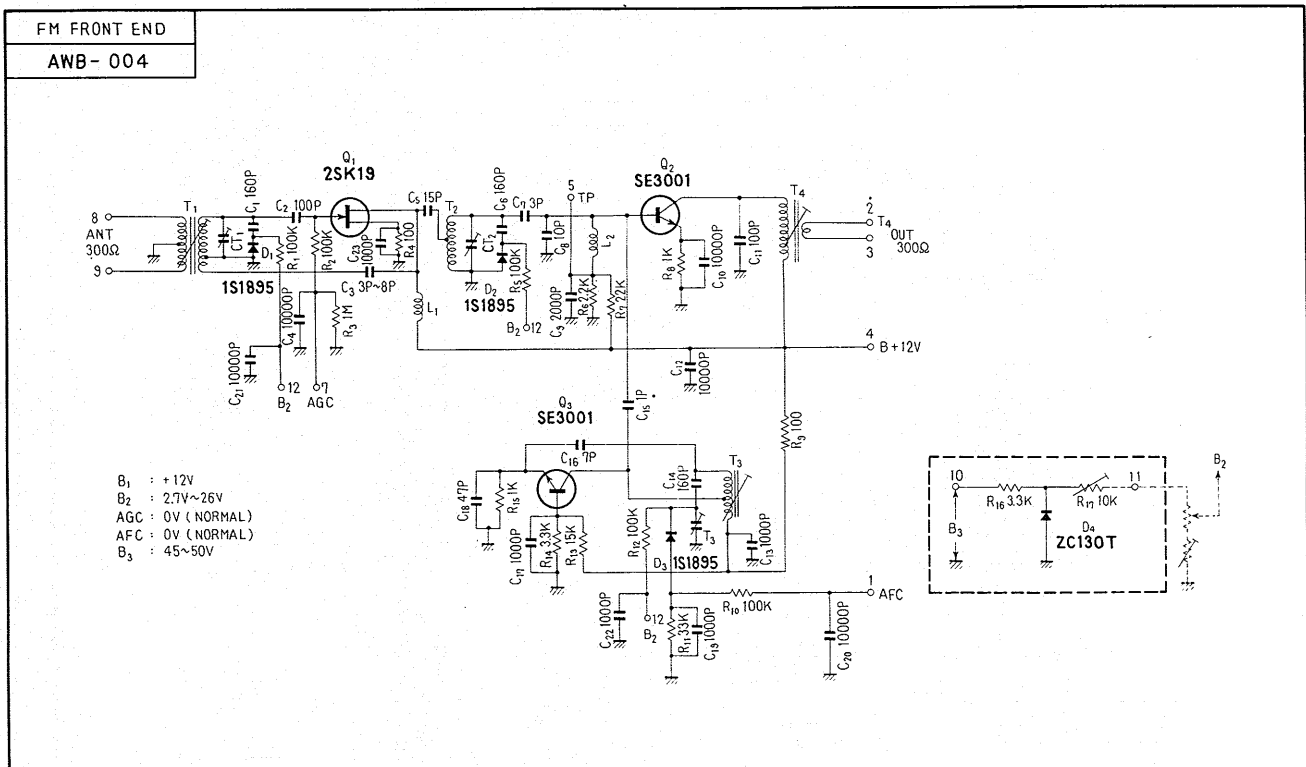 FM FRONT END
AWB-004
Q1
2SK19
Q2
SE3001
T1
C1 160P
C2 100P
C5 15P
T2
C6 160P
C7 3P
5
TP
T4
2
T4
OUT
300Ω
3
8
ANT
300Ω
9
CT1
D1
1S1895
R1 100K
R2 100K
C23 1000P
R4 100
CT2
D2
1S1895
R5 100K
C8 10P
L2
R8 1K
C10 10000P
C11 100P
C3 3P~8P
L1
C4 10000P
R3 1M
B2 12
C9 2000P
R6 2.2K
R7 22K
4
B+12V
C21 10000P
12
B2
7
AGC
C12 10000P
C15 1P
R9 100
Q3
SE3001
C16 7P
C14 160P
T3
C18 47P
R15 1K
C17 1000P
R14 3.3K
R13 15K
R12 100K
D3
1S1895
T3
C13 1000P
B1 : +12V
B2 : 2.7V~26V
AGC : 0V (NORMAL)
AFC : 0V (NORMAL)
B3 : 45~50V
C22 1000P
12
B2
R11 33K
C19 1000P
R10 100K
1
AFC
C20 10000P
10
R16 3.3K
R17 10K
11
B3
D4
ZC130T
B2